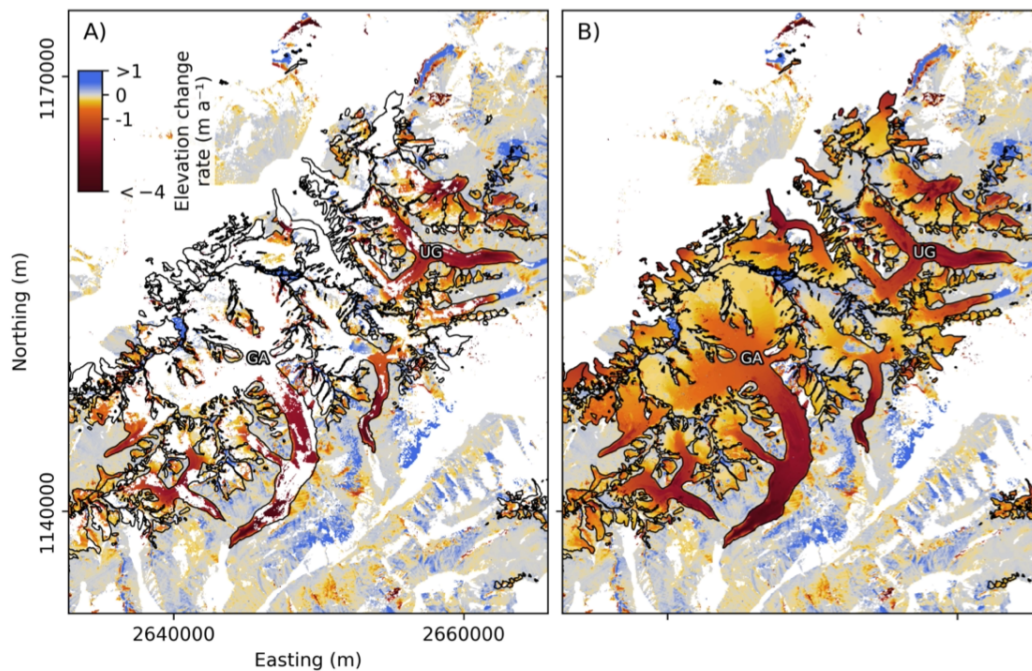 A)
B)
>1
0
-1
< −4
Elevation change
rate (m a⁻¹)
UG
GA
UG
GA
1170000
1140000
Northing (m)
2640000
2660000
Easting (m)